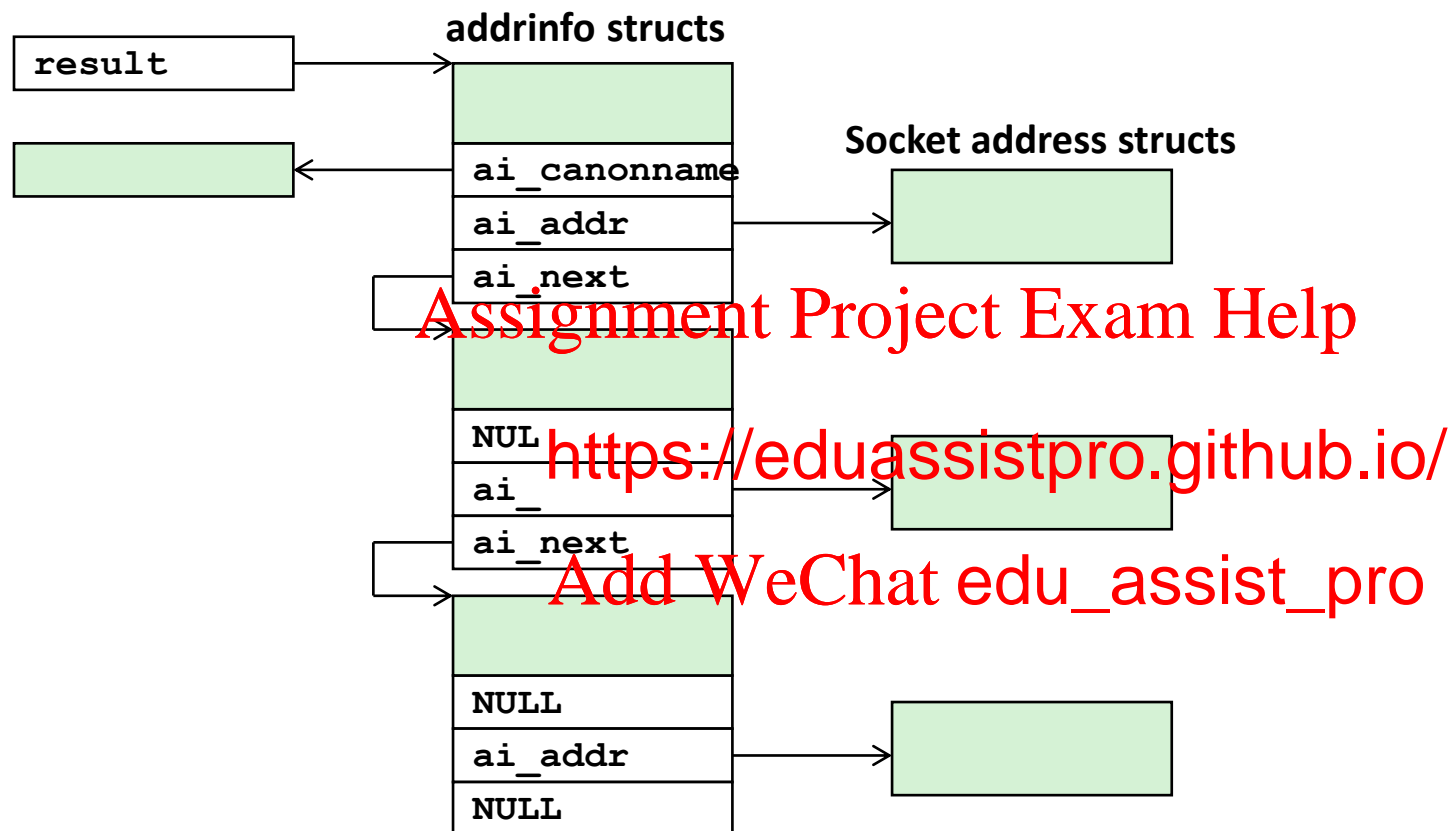 addrinfo structs
result
Socket address structs
ai_canonname
ai_addr
ai_next
Assignment Project Exam Help
NUL
https://eduassistpro.github.io/
ai_
ai_next
Add WeChat edu_assist_pro
NULL
ai_addr
NULL